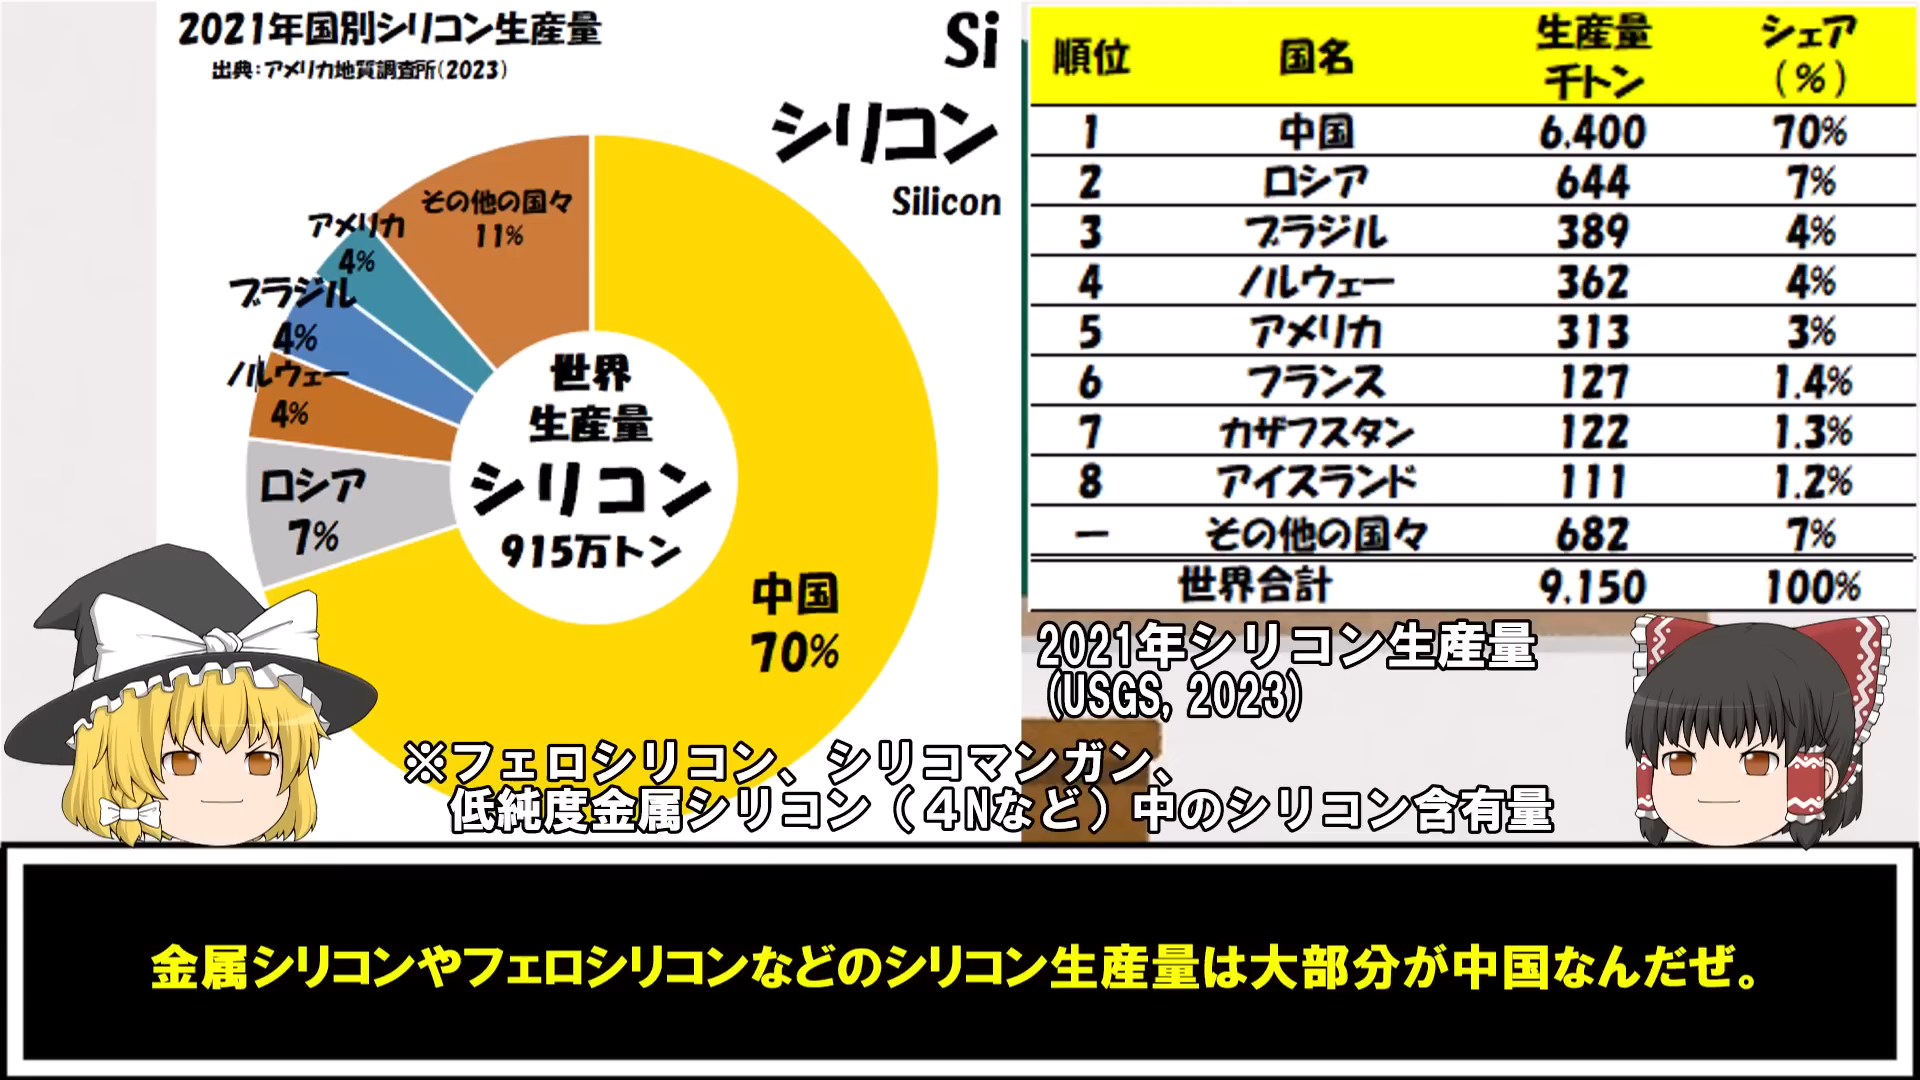 2021年国別シリコン生産量
出典:アメリカ地質調査所(2023)
Si
シリコン
Silicon
その他の国々
11%
アメリカ
4%
ブラジル
4%
ノルウェー
4%
ロシア
7%
中国
70%
世界
生産量
シリコン
915万トン
順位 国名 生産量 千トン シェア (%)
1 中国 6.400 70%
2 ロシア 644 7%
3 ブラジル 389 4%
4 ノルウェー 362 4%
5 アメリカ 313 3%
6 フランス 127 1.4%
7 カザフスタン 122 1.3%
8 アイスランド 111 1.2%
ー その他の国々 682 7%
世界合計 9.150 100%
2021年シリコン生産量
(USGS, 2023)
※フェロシリコン、シリコマンガン、
低純度金属シリコン(4Nなど)中のシリコン含有量
金属シリコンやフェロシリコンなどのシリコン生産量は大部分が中国なんだぜ。